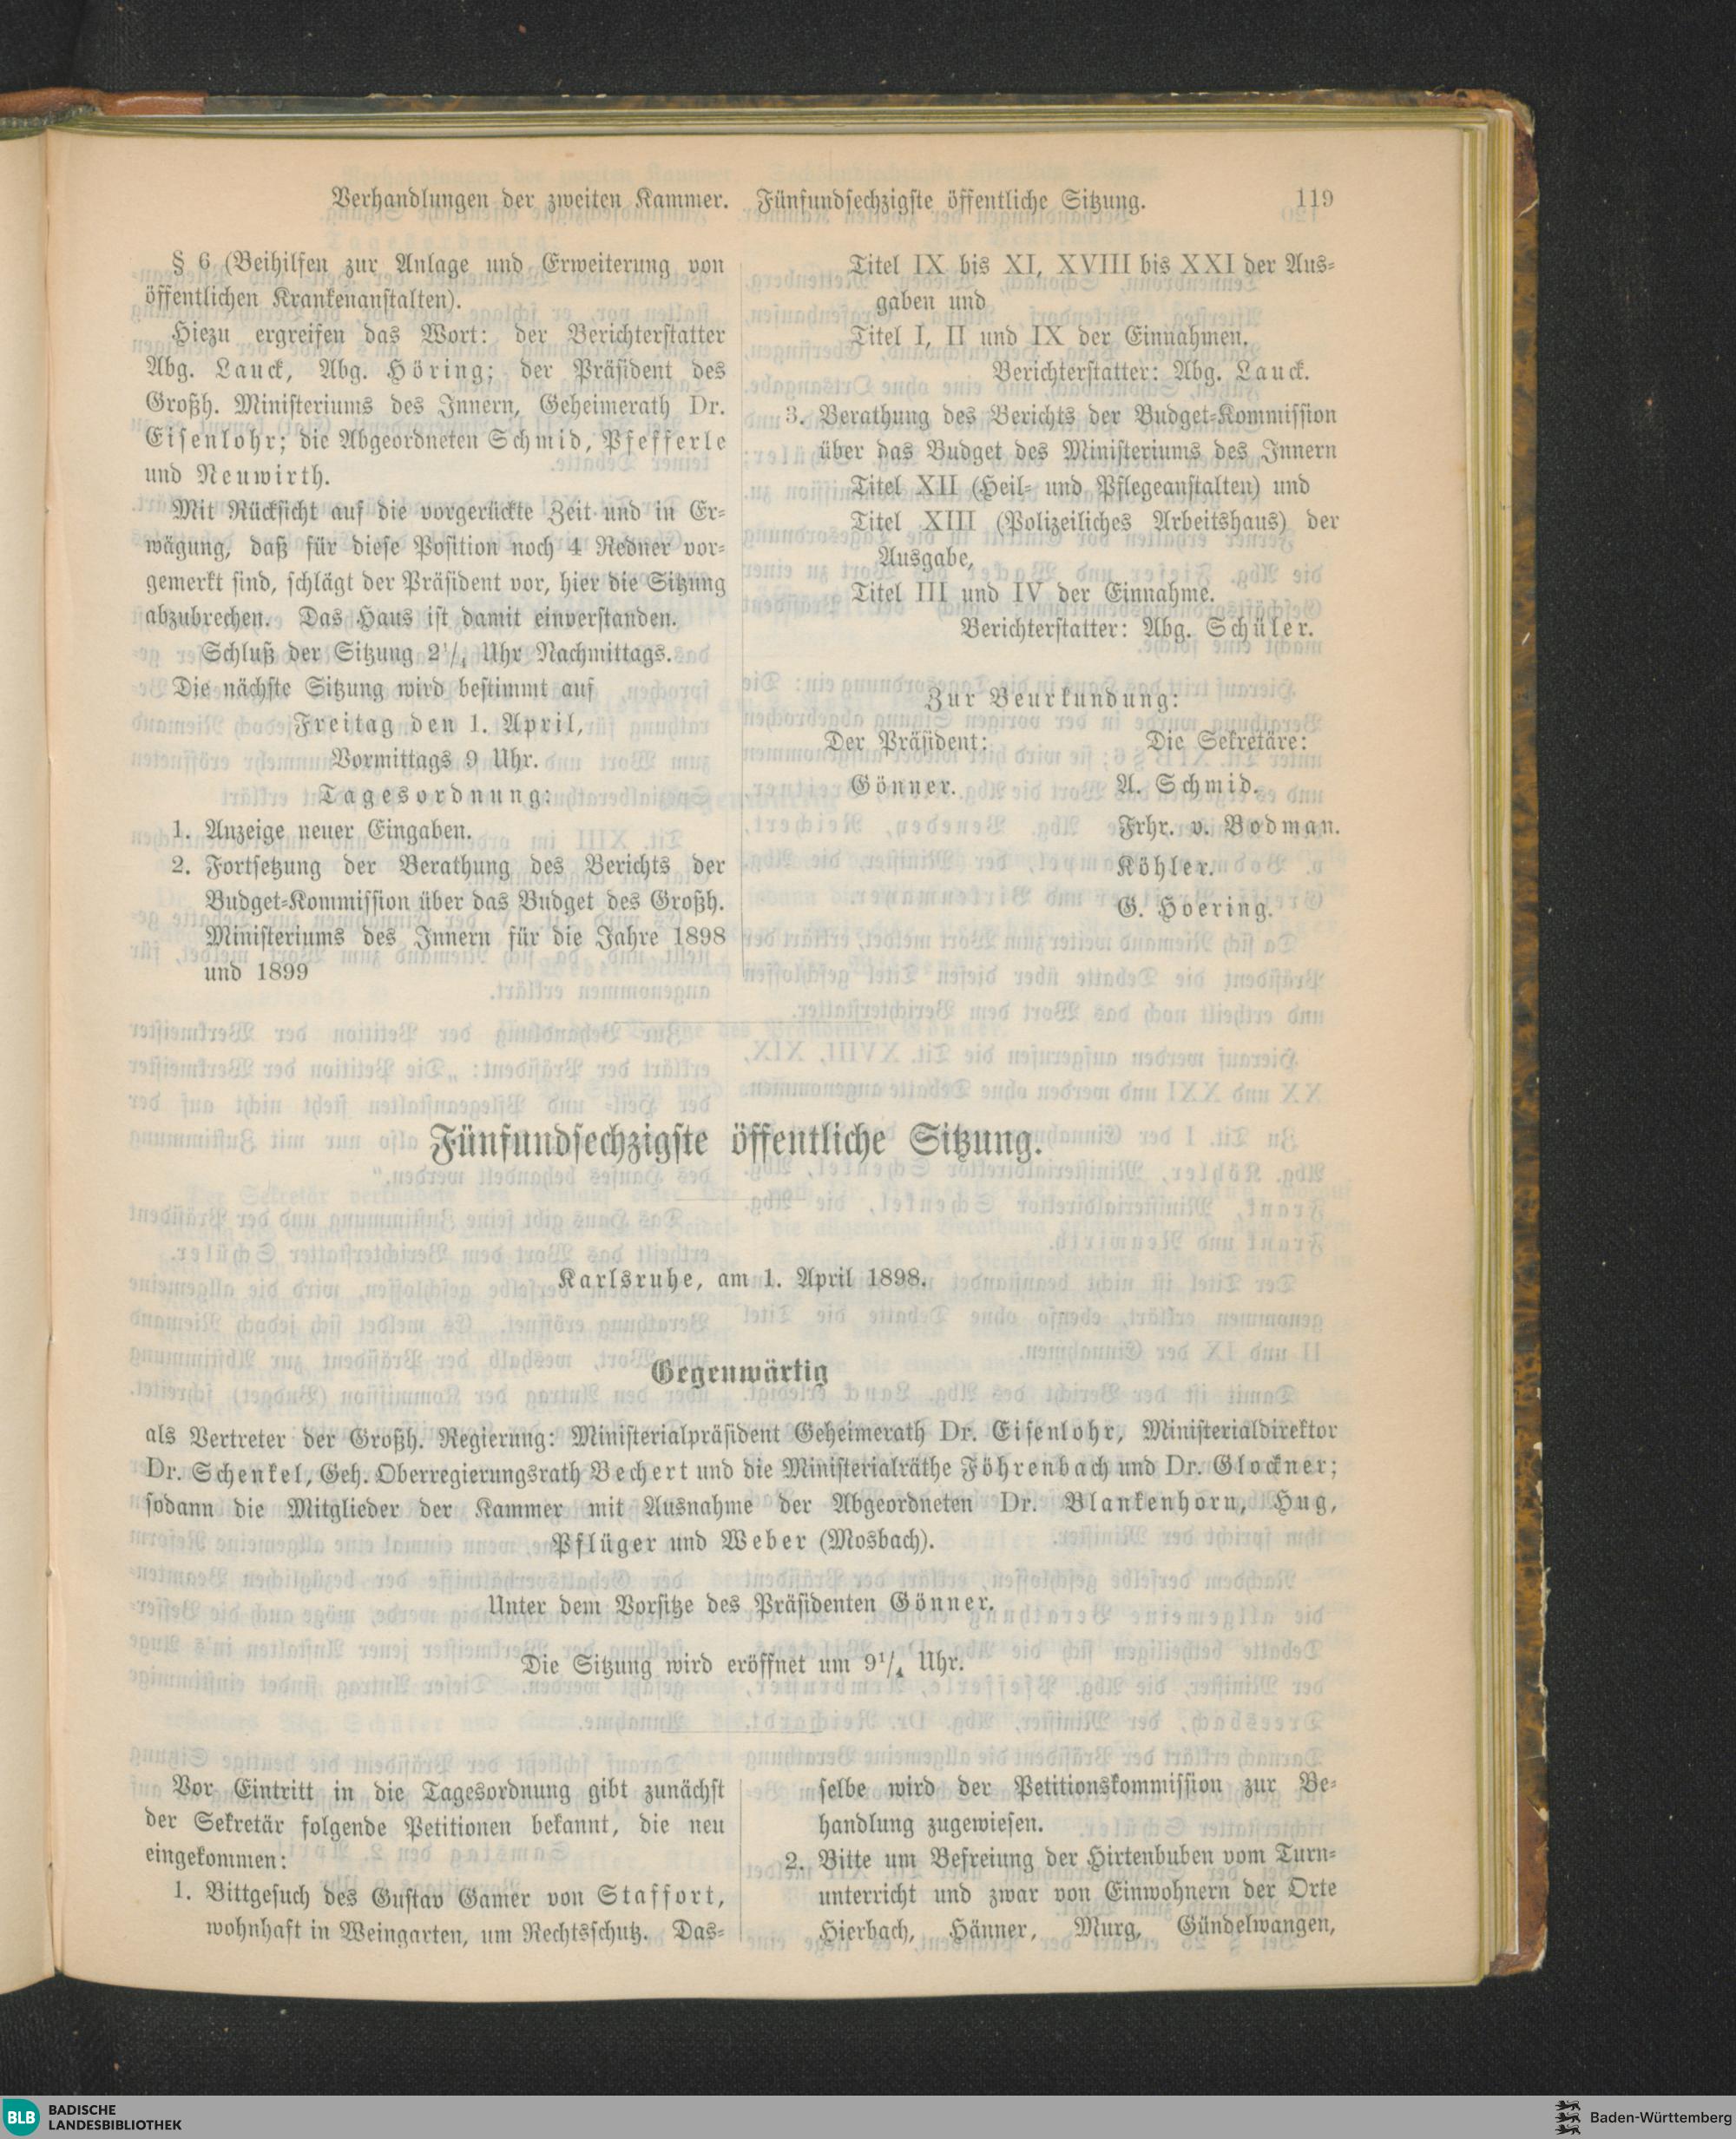 Verhandlungen der zweiten Kammer. Fünfundsechzigste öffentliche Sitzung. 119
§ 6 (Beihilfen zur Anlage und Erweiterung von
öffentlichen Krankenanstalten).
Hiezu ergreifen das Wort: der Berichterstatter
Abg. Lauck, Abg. Höring; der Präsident des
Großh. Ministeriums des Innern, Geheimerath Dr.
Eisenlohr; die Abgeordneten Schmid, Pfefferle
und Neuwirth.
Mit Rücksicht auf die vorgerückte Zeit und in Er-
wägung, daß für diese Position noch 4 Redner vor-
gemerkt sind, schlägt der Präsident vor, hier die Sitzung
abzubrechen. Das Haus ist damit einverstanden.
Schluß der Sitzung 2¹/₄ Uhr Nachmittags.
Die nächste Sitzung wird bestimmt auf
Freitag den 1. April,
Vormittags 9 Uhr.
Tagesordnung:
1. Anzeige neuer Eingaben.
2. Fortsetzung der Berathung des Berichts der
Budget-Kommission über das Budget des Großh.
Ministeriums des Innern für die Jahre 1898
und 1899
Titel IX bis XI, XVIII bis XXI der Aus-
gaben und
Titel I, II und IX der Einnahmen.
Berichterstatter: Abg. Lauck.
3. Berathung des Berichts der Budget-Kommission
über das Budget des Ministeriums des Innern
Titel XII (Heil- und Pflegeanstalten) und
Titel XIII (Polizeiliches Arbeitshaus) der
Ausgabe,
Titel III und IV der Einnahme.
Berichterstatter: Abg. Schüler.
Zur Beurkundung:
Der Präsident: Die Sekretäre:
Gönner. A. Schmid.
Frhr. v. Bodman.
Köhler.
G. Hoering.
Fünfundsechzigste öffentliche Sitzung.
Karlsruhe, am 1. April 1898.
Gegenwärtig
als Vertreter der Großh. Regierung: Ministerialpräsident Geheimerath Dr. Eisenlohr, Ministerialdirektor
Dr. Schenkel, Geh. Oberregierungsrath Bechert und die Ministerialräthe Föhrenbach und Dr. Glockner;
sodann die Mitglieder der Kammer mit Ausnahme der Abgeordneten Dr. Blankenhorn, Hug,
Pflüger und Weber (Mosbach).
Unter dem Vorsitze des Präsidenten Gönner.
Die Sitzung wird eröffnet um 9¹/₄ Uhr.
Vor Eintritt in die Tagesordnung gibt zunächst
der Sekretär folgende Petitionen bekannt, die neu
eingekommen:
1. Bittgesuch des Gustav Gamer von Staffort,
wohnhaft in Weingarten, um Rechtsschutz. Das-
selbe wird der Petitionskommission zur Be-
handlung zugewiesen.
2. Bitte um Befreiung der Hirtenbuben vom Turn-
unterricht und zwar von Einwohnern der Orte
Hierbach, Hänner, Murg, Gündelwangen,
BLB BADISCHE
LANDESBIBLIOTHEK
Baden-Württemberg